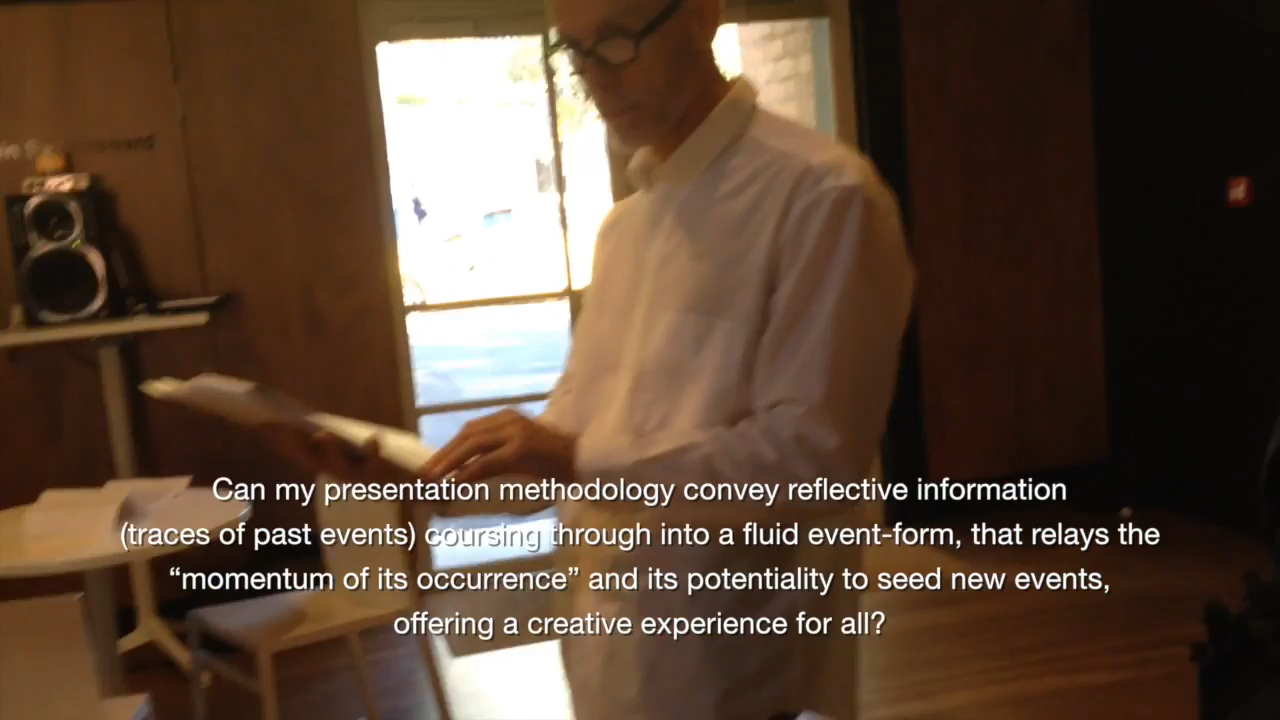 Can my presentation methodology convey reflective information
(traces of past events) coursing through into a fluid event-form, that relays the
“momentum of its occurrence” and its potentiality to seed new events,
offering a creative experience for all?